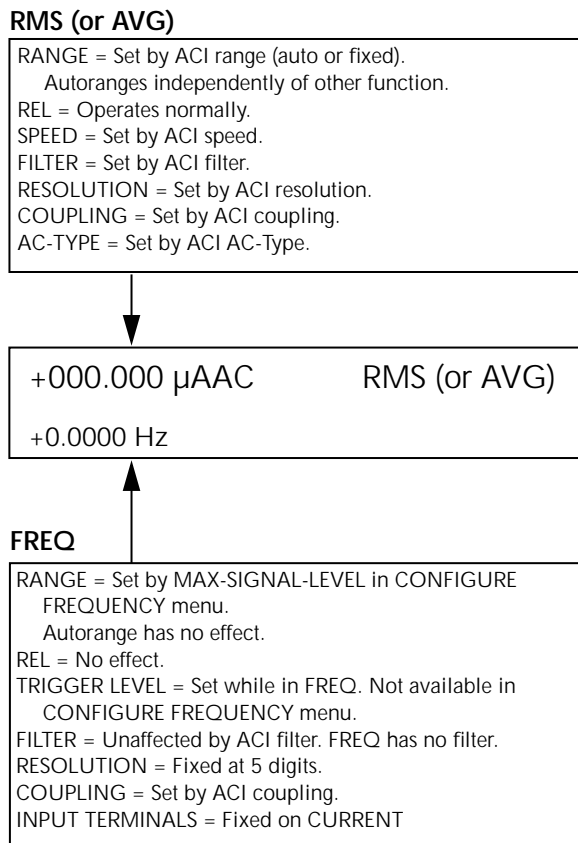 RMS (or AVG)
RANGE = Set by ACI range (auto or fixed).
Autoranges independently of other function.
REL = Operates normally.
SPEED = Set by ACI speed.
FILTER = Set by ACI filter.
RESOLUTION = Set by ACI resolution.
COUPLING = Set by ACI coupling.
AC-TYPE = Set by ACI AC-Type.
+000.000 µAAC RMS (or AVG)
+0.0000 Hz
FREQ
RANGE = Set by MAX-SIGNAL-LEVEL in CONFIGURE
FREQUENCY menu.
Autorange has no effect.
REL = No effect.
TRIGGER LEVEL = Set while in FREQ. Not available in
CONFIGURE FREQUENCY menu.
FILTER = Unaffected by ACI filter. FREQ has no filter.
RESOLUTION = Fixed at 5 digits.
COUPLING = Set by ACI coupling.
INPUT TERMINALS = Fixed on CURRENT